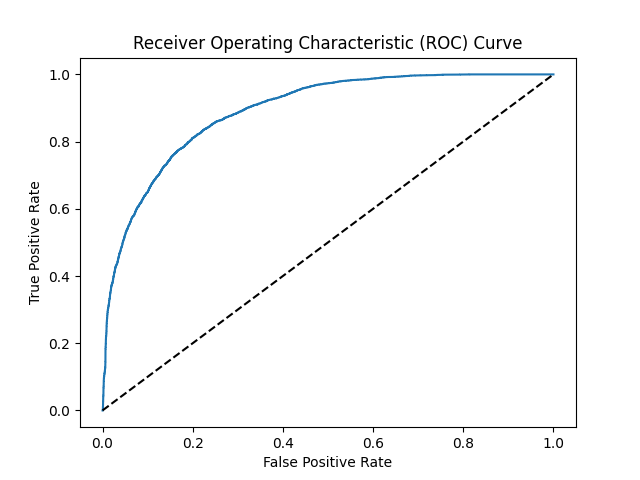 Receiver Operating Characteristic (ROC) Curve
1.0
0.8
0.6
0.4
0.2
0.0
True Positive Rate
0.0 0.2 0.4 0.6 0.8 1.0
False Positive Rate